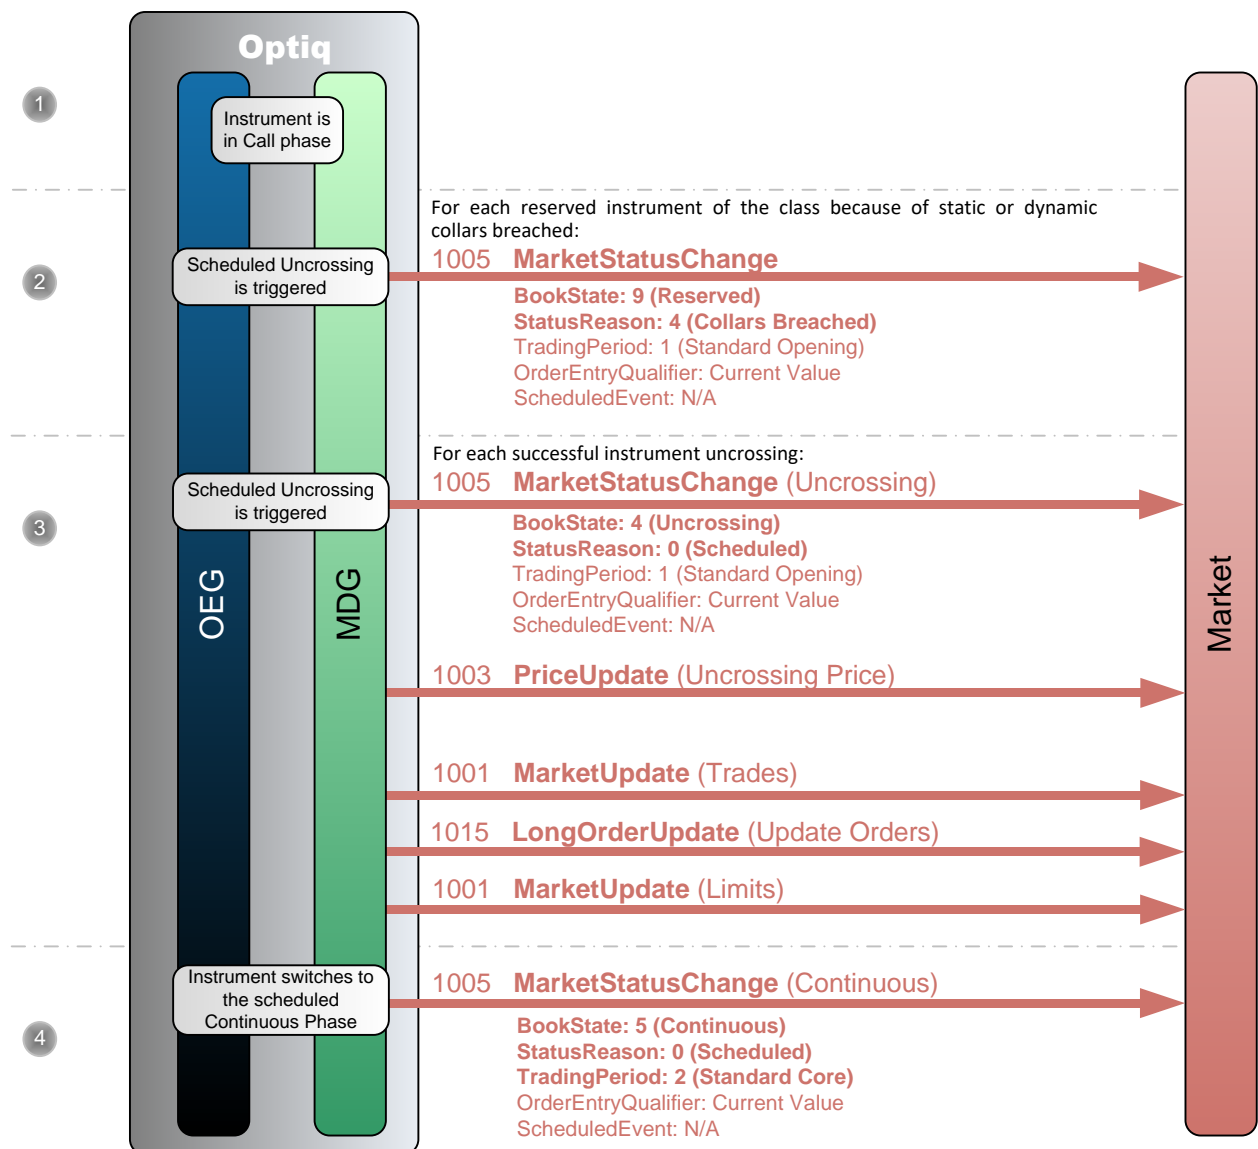 Optiq
1
Instrument is
in Call phase
For each reserved instrument of the class because of static or dynamic
collars breached:
2
Scheduled Uncrossing
is triggered
1005 MarketStatusChange
BookState: 9 (Reserved)
StatusReason: 4 (Collars Breached)
TradingPeriod: 1 (Standard Opening)
OrderEntryQualifier: Current Value
ScheduledEvent: N/A
For each successful instrument uncrossing:
3
Scheduled Uncrossing
is triggered
1005 MarketStatusChange (Uncrossing)
BookState: 4 (Uncrossing)
StatusReason: 0 (Scheduled)
TradingPeriod: 1 (Standard Opening)
OrderEntryQualifier: Current Value
ScheduledEvent: N/A
OEG
MDG
Market
1003 PriceUpdate (Uncrossing Price)
1001 MarketUpdate (Trades)
1015 LongOrderUpdate (Update Orders)
1001 MarketUpdate (Limits)
4
Instrument switches to
the scheduled
Continuous Phase
1005 MarketStatusChange (Continuous)
BookState: 5 (Continuous)
StatusReason: 0 (Scheduled)
TradingPeriod: 2 (Standard Core)
OrderEntryQualifier: Current Value
ScheduledEvent: N/A